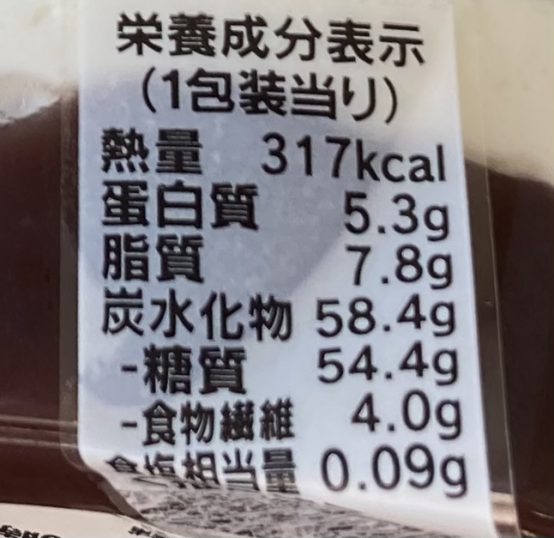 栄養成分表示
(1包装当り)
熱量 317kcal
蛋白質 5.3g
脂質 7.8g
炭水化物 58.4g
-糖質 54.4g
-食物繊維 4.0g
食塩相当量 0.09g